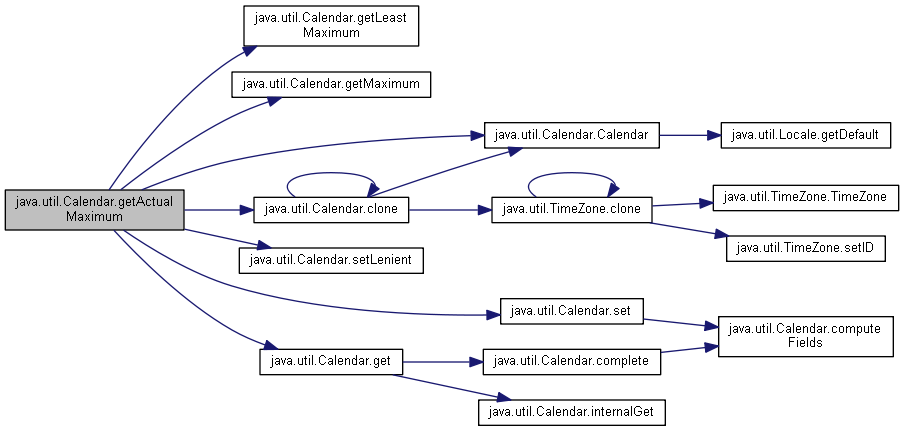 java.util.Calendar.getLeast
Maximum
java.util.Calendar.getMaximum
java.util.Calendar.Calendar
java.util.Locale.getDefault
java.util.Calendar.getActual
Maximum
java.util.Calendar.clone
java.util.TimeZone.clone
java.util.TimeZone.TimeZone
java.util.TimeZone.setID
java.util.Calendar.setLenient
java.util.Calendar.set
java.util.Calendar.compute
Fields
java.util.Calendar.get
java.util.Calendar.complete
java.util.Calendar.internalGet